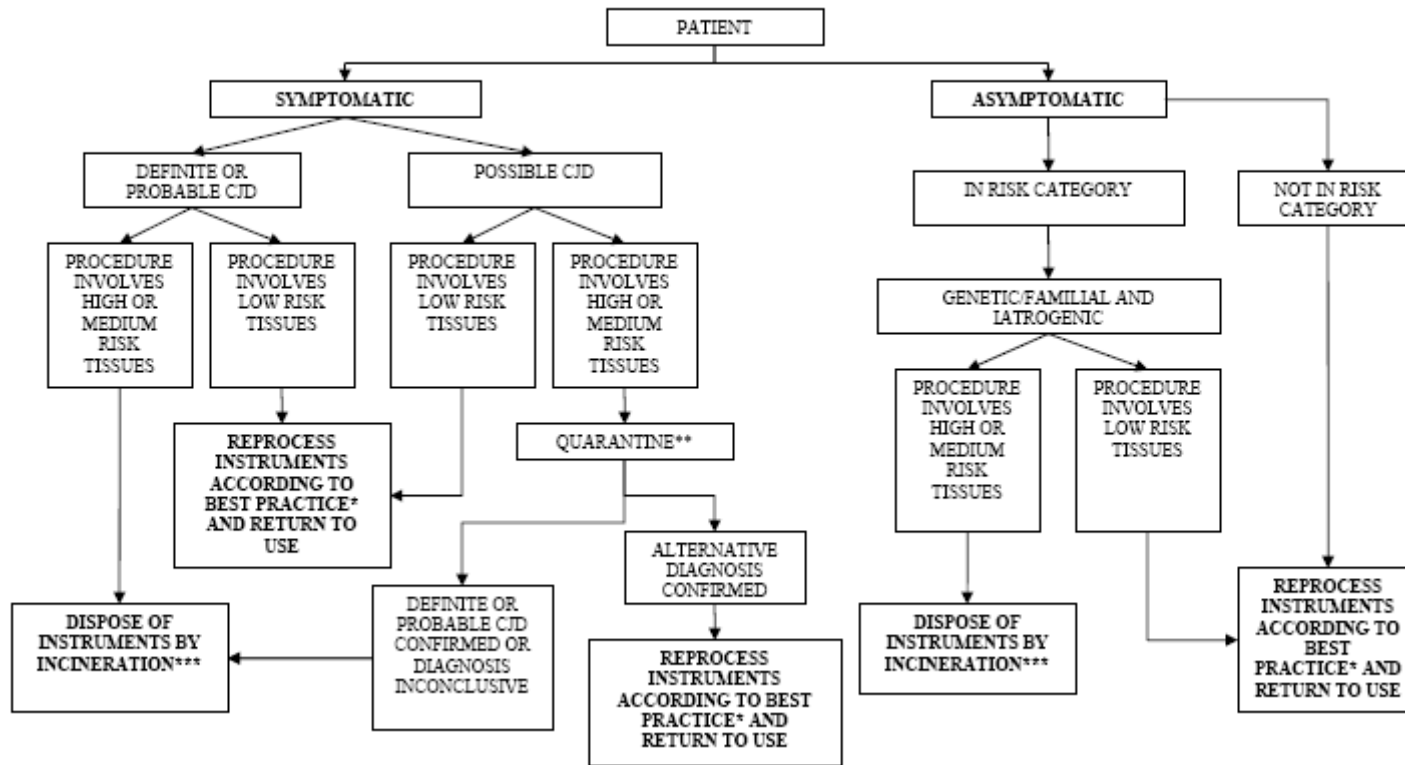 PATIENT
SYMPTOMATIC
ASYMPTOMATIC
DEFINITE OR
PROBABLE CJD
POSSIBLE CJD
IN RISK CATEGORY
NOT IN RISK
CATEGORY
PROCEDURE
INVOLVES
HIGH OR
MEDIUM
RISK
TISSUES
PROCEDURE
INVOLVES
LOW RISK
TISSUES
PROCEDURE
INVOLVES
LOW RISK
TISSUES
PROCEDURE
INVOLVES
HIGH OR
MEDIUM
RISK
TISSUES
GENETIC/FAMILIAL AND
IATROGENIC
PROCEDURE
INVOLVES
HIGH OR
MEDIUM
RISK
TISSUES
PROCEDURE
INVOLVES
LOW RISK
TISSUES
REPROCESS
INSTRUMENTS
ACCORDING TO
BEST PRACTICE*
AND RETURN TO
USE
QUARANTINE**
ALTERNATIVE
DIAGNOSIS
CONFIRMED
DISPOSE OF
INSTRUMENTS BY
INCINERATION***
DEFINITE OR
PROBABLE CJD
CONFIRMED OR
DIAGNOSIS
INCONCLUSIVE
REPROCESS
INSTRUMENTS
ACCORDING TO BEST
PRACTICE* AND
RETURN TO USE
DISPOSE OF
INSTRUMENTS BY
INCINERATION***
REPROCESS
INSTRUMENTS
ACCORDING TO
BEST
PRACTICE* AND
RETURN TO USE